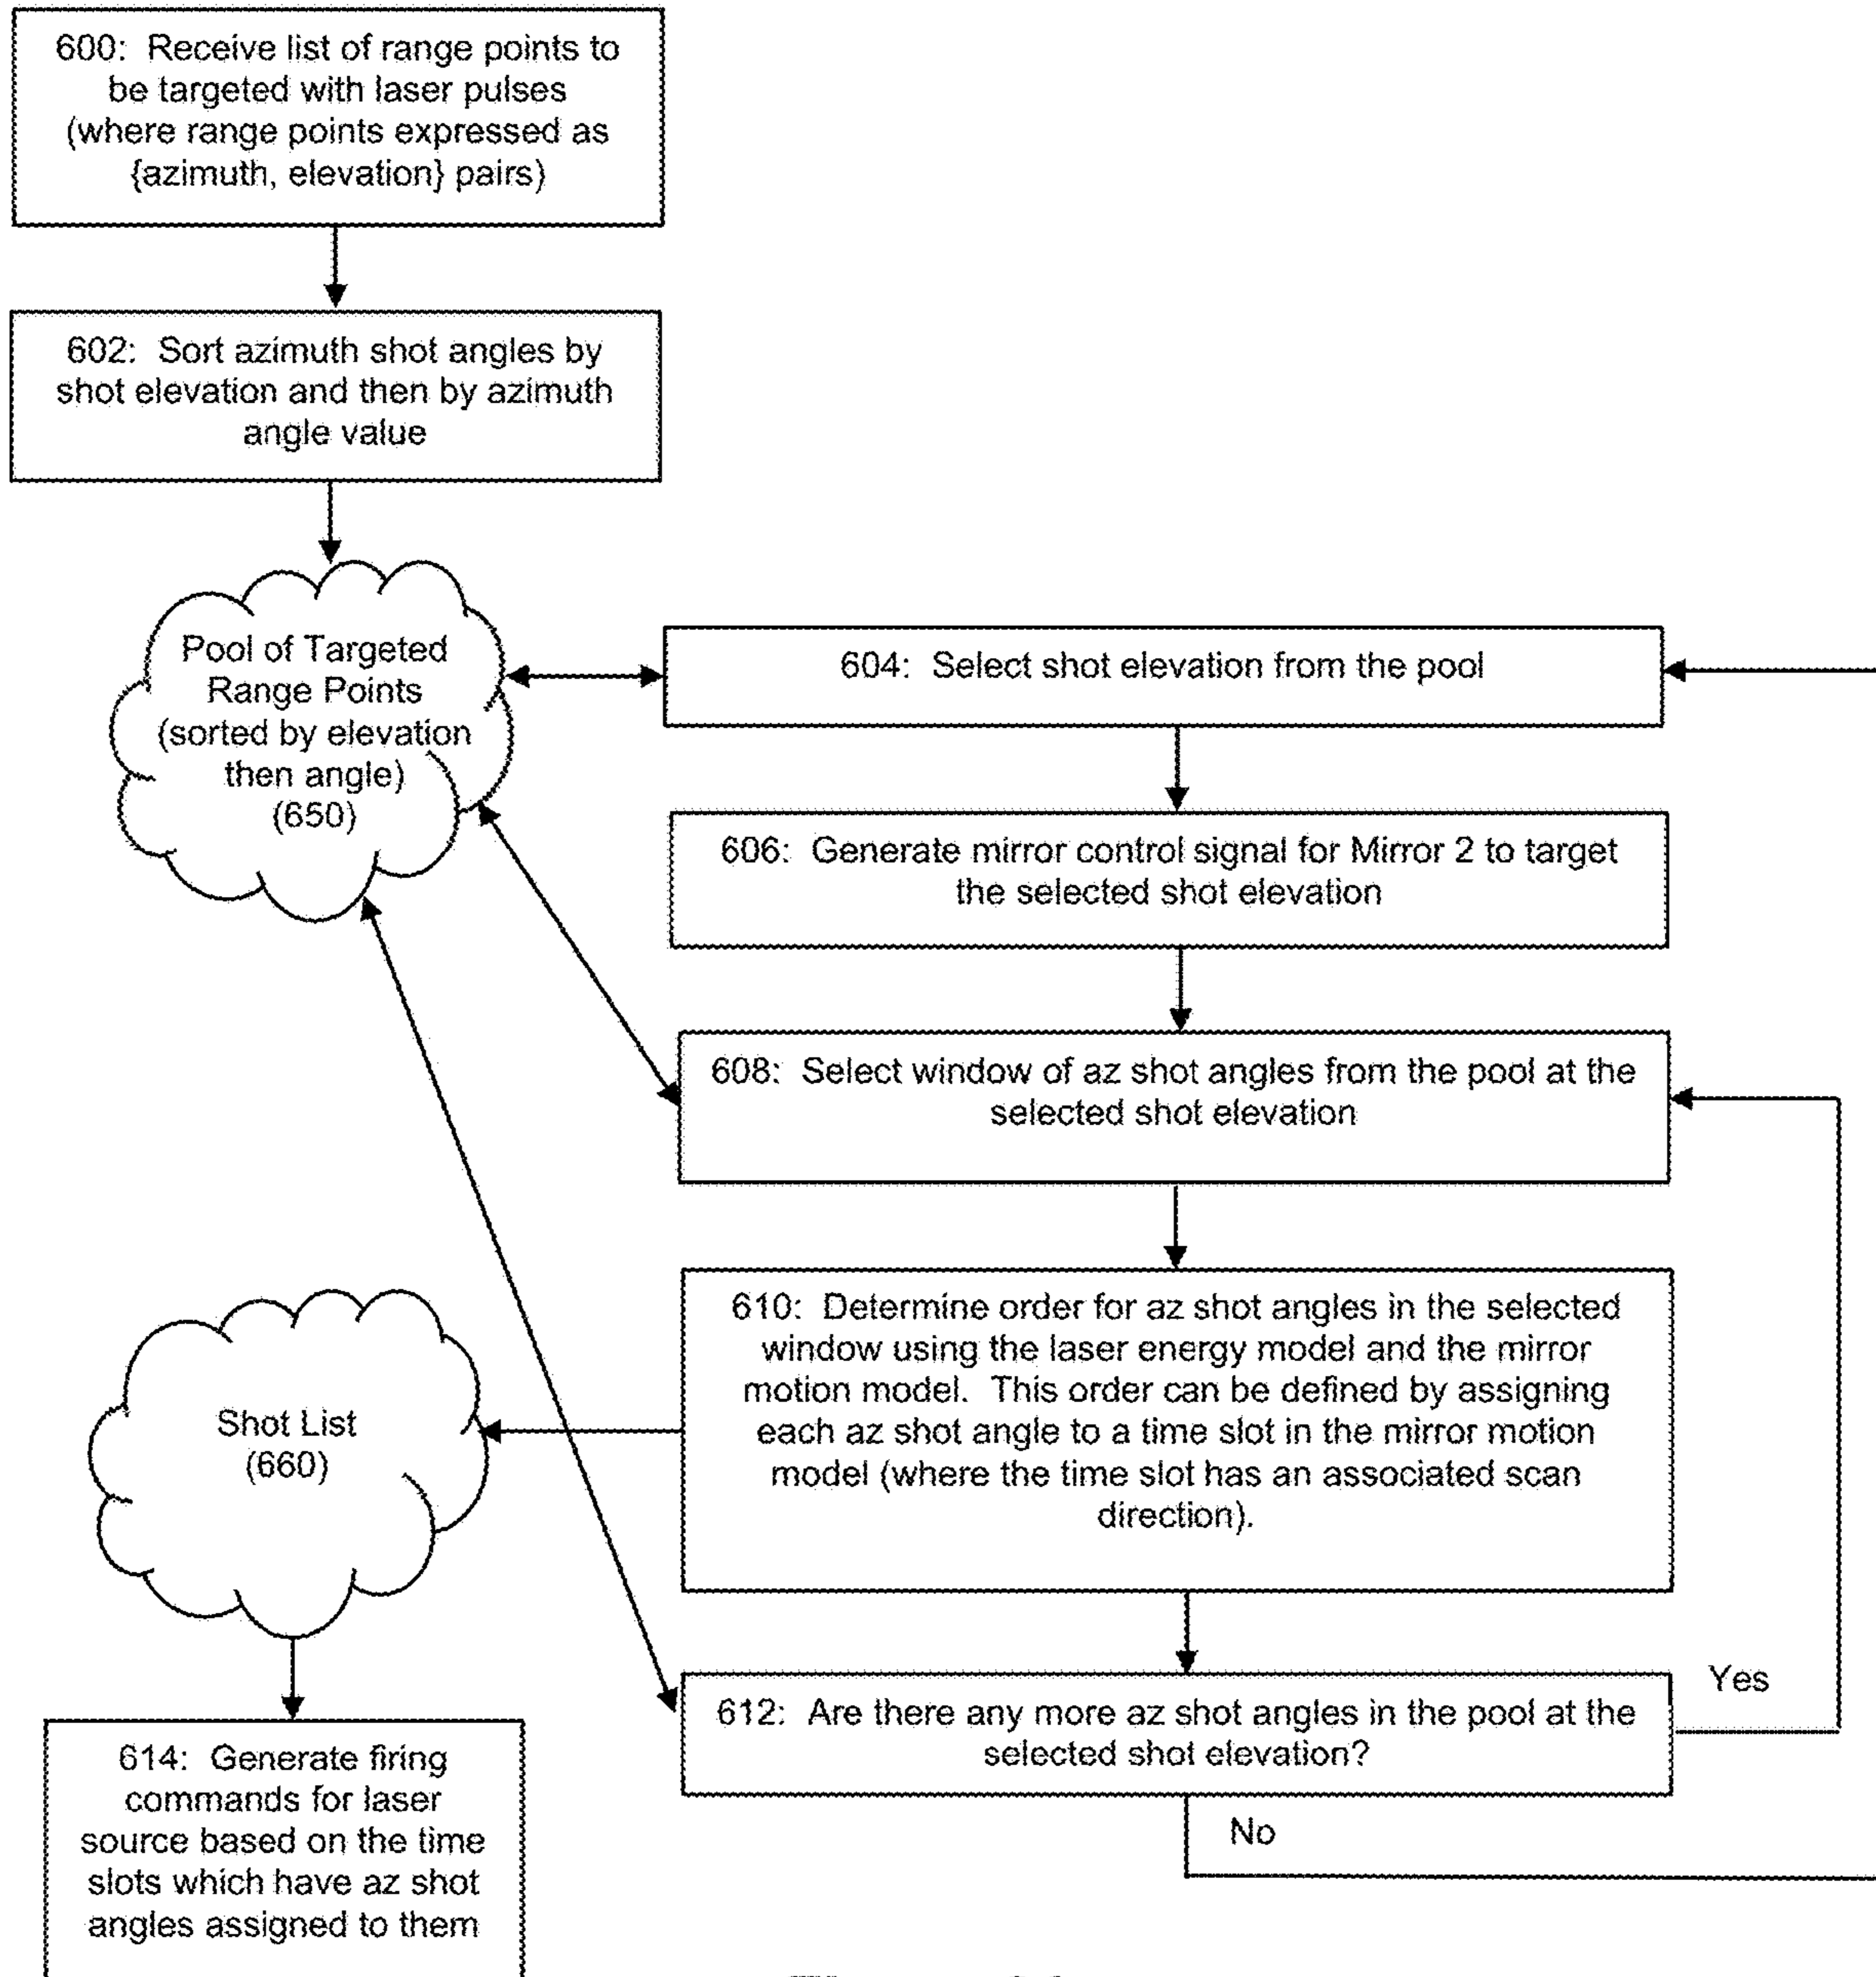 600: Receive list of range points to
be targeted with laser pulses
(where range points expressed as
{azimuth, elevation} pairs)
602: Sort azimuth shot angles by
shot elevation and then by azimuth
angle value
Pool of Targeted
Range Points
(sorted by elevation
then angle)
(650)
604: Select shot elevation from the pool
606: Generate mirror control signal for Mirror 2 to target
the selected shot elevation
608: Select window of az shot angles from the pool at the
selected shot elevation
610: Determine order for az shot angles in the selected
window using the laser energy model and the mirror
motion model. This order can be defined by assigning
each az shot angle to a time slot in the mirror motion
model (where the time slot has an associated scan
direction).
Shot List
(660)
612: Are there any more az shot angles in the pool at the
selected shot elevation?
Yes
No
614: Generate firing
commands for laser
source based on the time
slots which have az shot
angles assigned to them